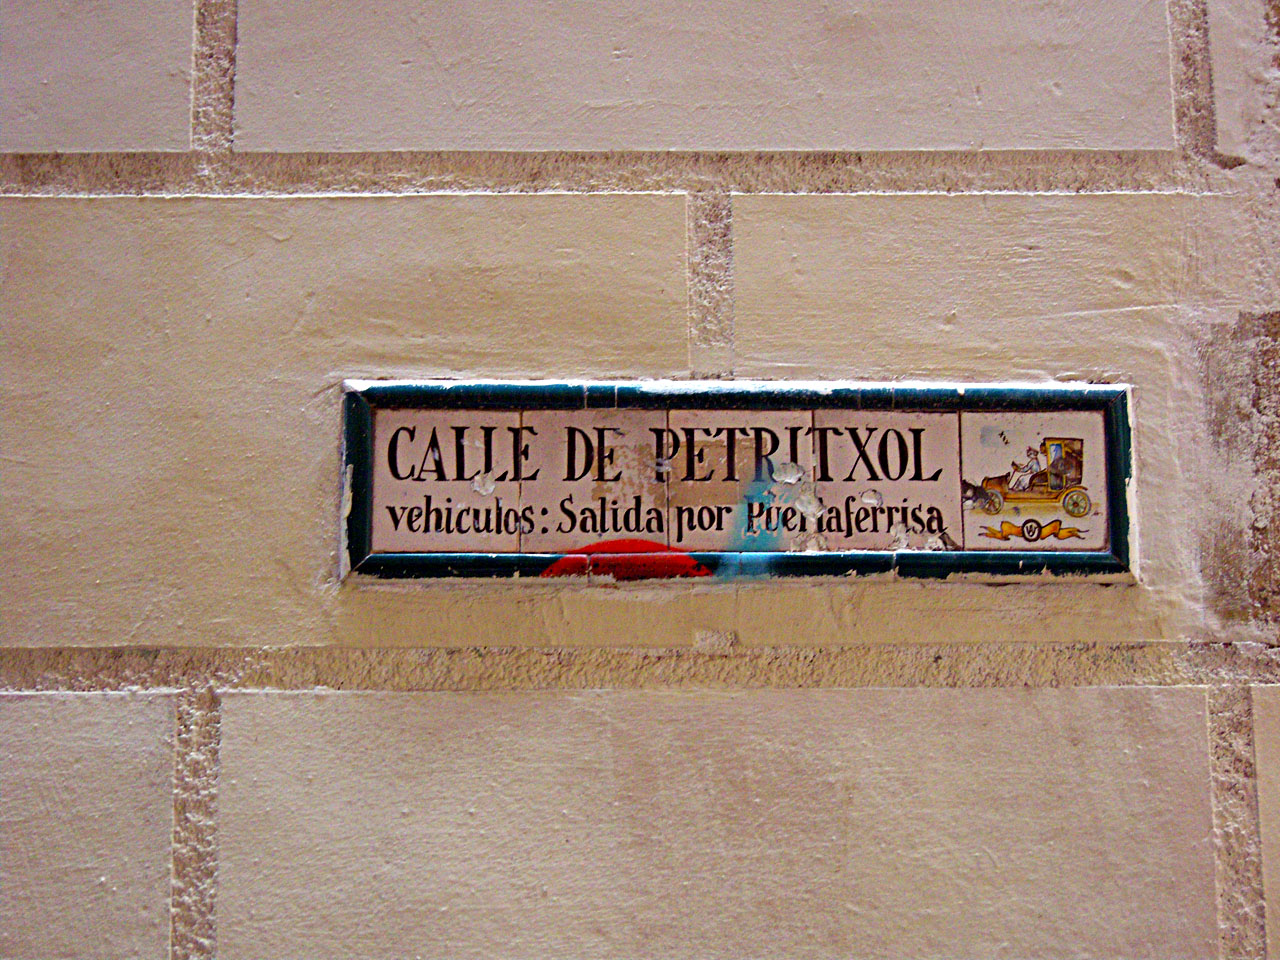 CALLE DE PETRITXOL
vehiculos: Salida por Puertaferrisa